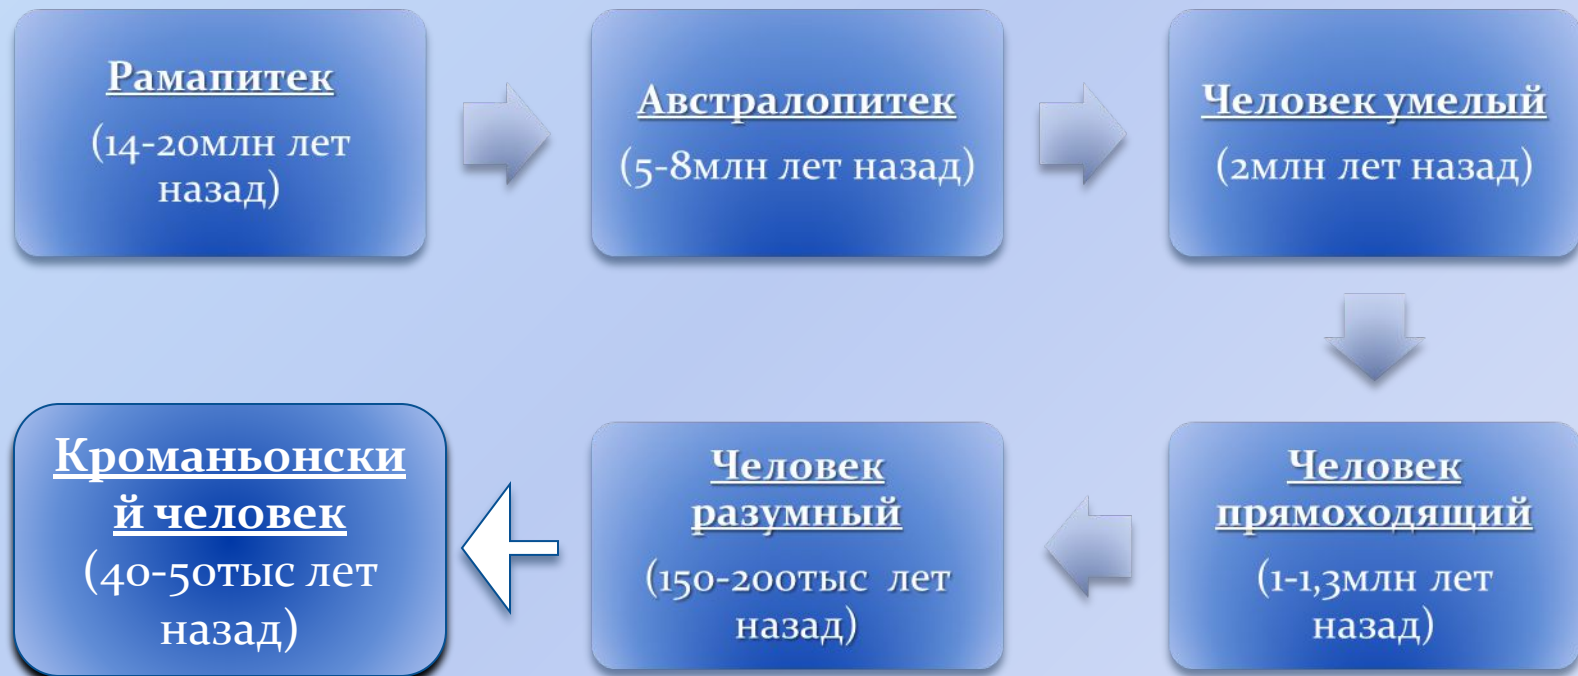 Рамапитек
(14-20млн лет
назад)
Австралопитек
(5-8млн лет назад)
Человек умелый
(2млн лет назад)
Человек
прямоходящий
(1-1,3млн лет
назад)
Человек
разумный
(150-200тыс  лет
назад)
Кроманьонски
й человек
(40-50тыс лет
назад)